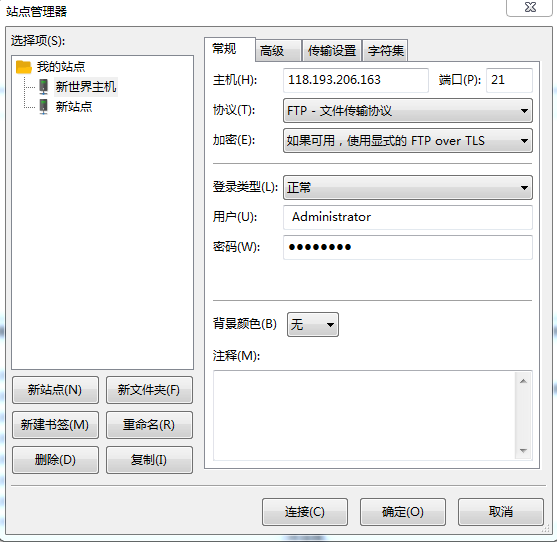 站点管理器
选择项(S):
我的站点
新世界主机
新站点
新站点(N)
新文件夹(F)
新建书签(M)
重命名(R)
删除(D)
复制(I)
常规
高级
传输设置
字符集
主机(H):
118.193.206.163
端口(P):
21
协议(T):
FTP - 文件传输协议
加密(E):
如果可用，使用显式的 FTP over TLS
登录类型(L):
正常
用户(U):
Administrator
密码(W):
●●●●●●●●
背景颜色(B)
无
注释(M):
连接(C)
确定(O)
取消